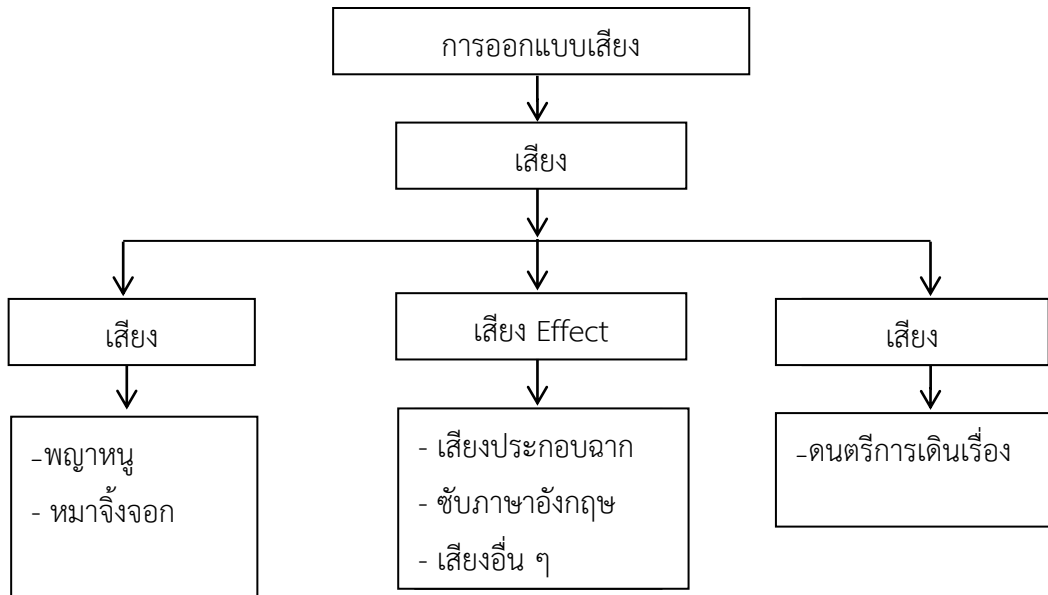 การออกแบบเสียง
เสียง
เสียง
เสียง Effect
เสียง
-พญาหนู
- หมาจิ้งจอก
- เสียงประกอบฉาก
- ซับภาษาอังกฤษ
- เสียงอื่น ๆ
-ดนตรีการเดินเรื่อง